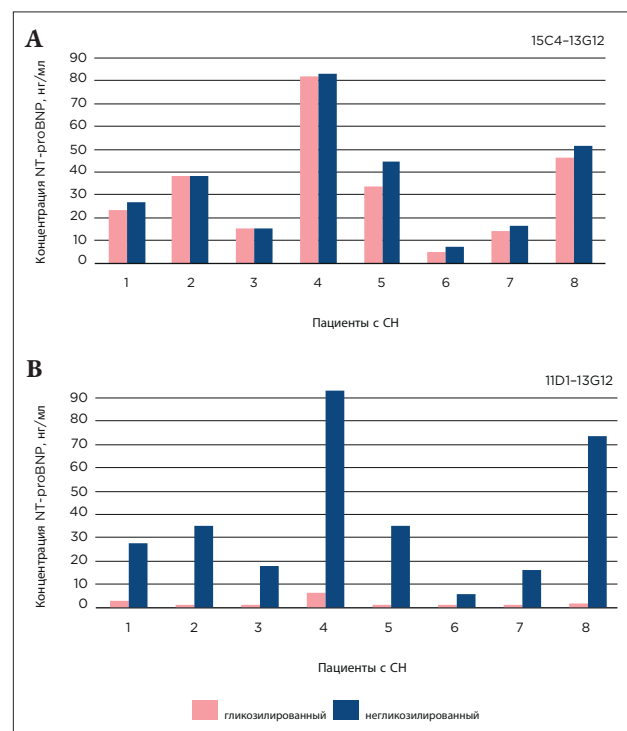 A
15C4–13G12
Концентрация NT-proBNP, нг/мл
90
80
70
60
50
40
30
20
10
0
1 2 3 4 5 6 7 8
Пациенты с СН
B
11D1–13G12
Концентрация NT-proBNP, нг/мл
90
80
70
60
50
40
30
20
10
0
1 2 3 4 5 6 7 8
Пациенты с СН
гликозилированный негликозилированный